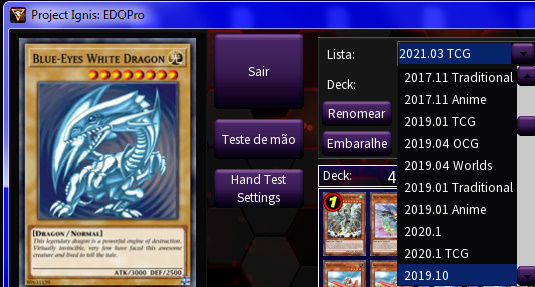 Project Ignis: EDOPro
BLUE-EYES WHITE DRAGON
[DRAGON / NORMAL]
This legendary dragon is a powerful engine of destruction.
Virtually invincible, very few have faced this awesome
creature and lived to tell the tale.
ATK/3000 DEF/2500
Sair
Teste de mão
Hand Test
Settings
Lista:
2021.03 TCG
Deck:
Renomear
Embaralhe
Deck:
4
1
2017.11 Traditional
2017.11 Anime
2019.01 TCG
2019.04 OCG
2019.04 Worlds
2019.01 Traditional
2019.01 Anime
2020.1
2020.1 TCG
2019.10